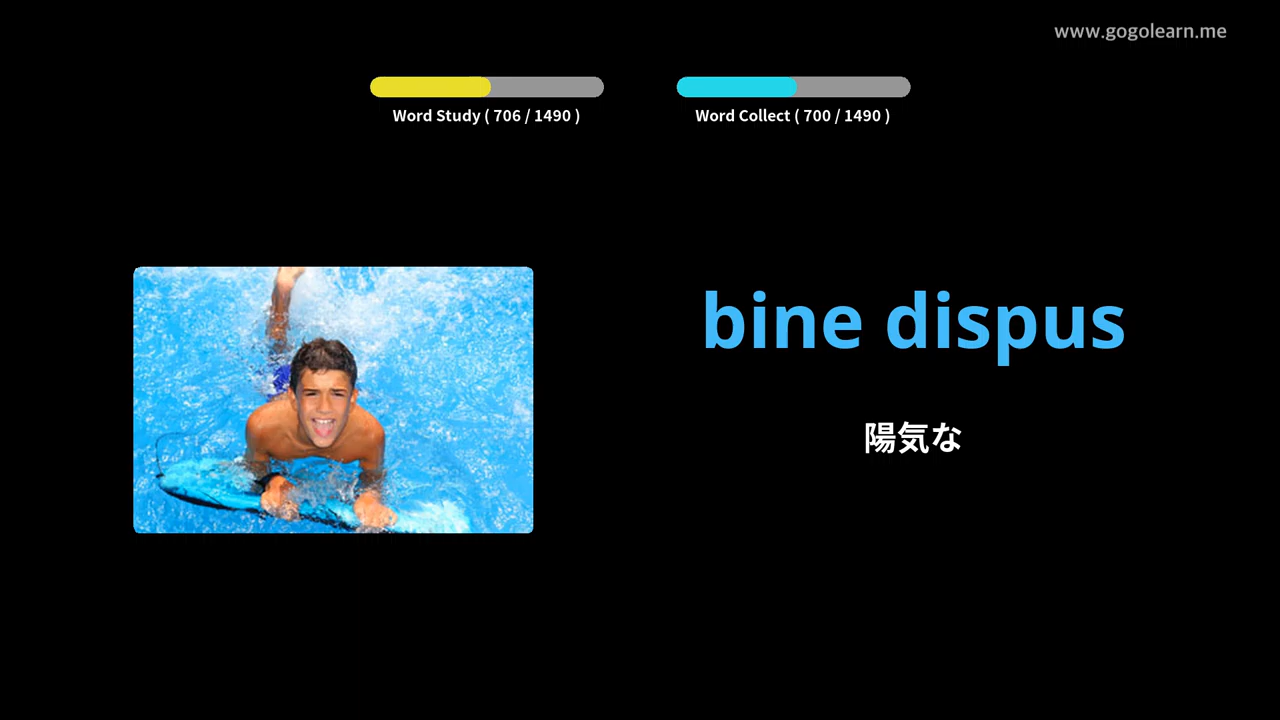 www.gogolearn.me
Word Study ( 706 / 1490 )
Word Collect ( 700 / 1490 )
bine dispus
陽気な